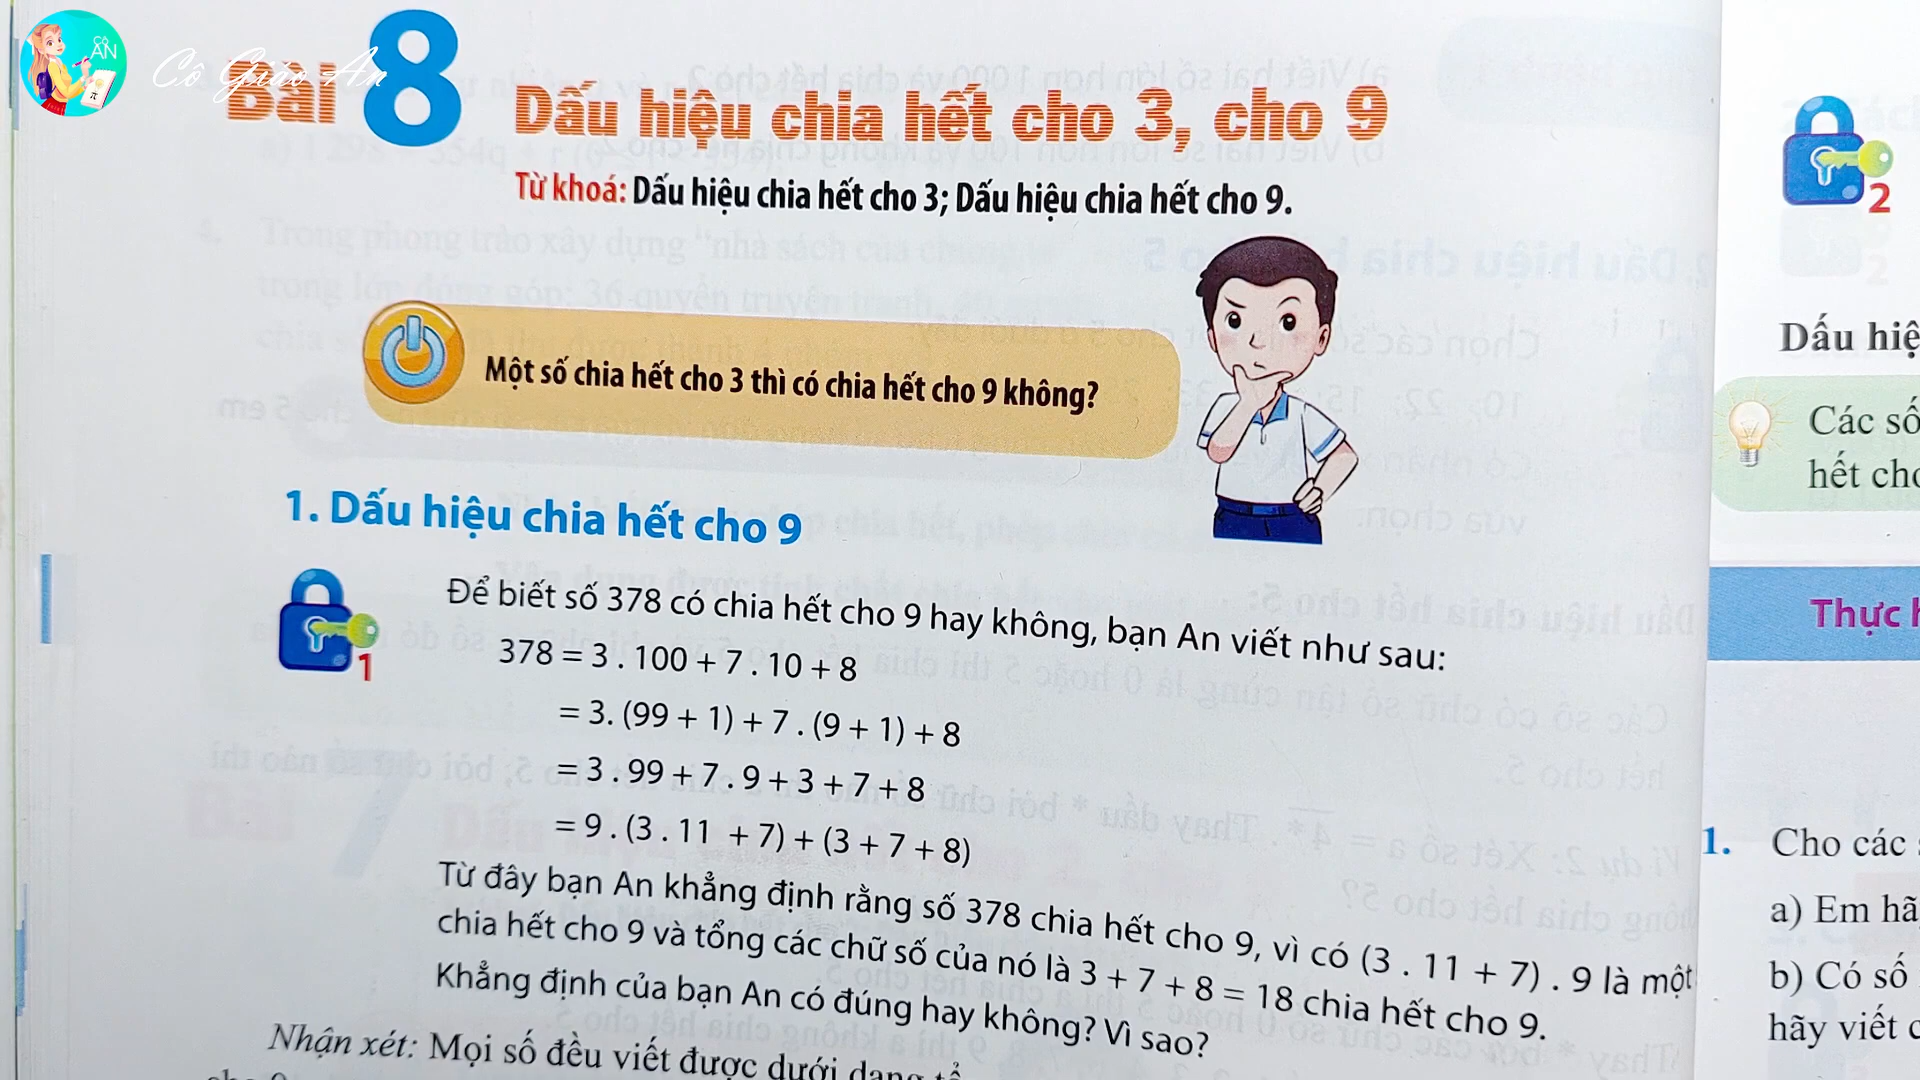 CÔ AN
Cô Giáo An
Bài 8 Dấu hiệu chia hết cho 3, cho 9
Từ khoá: Dấu hiệu chia hết cho 3; Dấu hiệu chia hết cho 9.
Một số chia hết cho 3 thì có chia hết cho 9 không?
1. Dấu hiệu chia hết cho 9
1
Để biết số 378 có chia hết cho 9 hay không, bạn An viết như sau:
378 = 3 . 100 + 7 . 10 + 8
= 3. (99 + 1) + 7 . (9 + 1) + 8
= 3 . 99 + 7 . 9 + 3 + 7 + 8
= 9 . (3 . 11 + 7) + (3 + 7 + 8)
Từ đây bạn An khẳng định rằng số 378 chia hết cho 9, vì có (3 . 11 + 7) . 9 là một
chia hết cho 9 và tổng các chữ số của nó là 3 + 7 + 8 = 18 chia hết cho 9.
Khẳng định của bạn An có đúng hay không? Vì sao?
Nhận xét: Mọi số đều viết được dưới dạng
2
Dấu hiệ
Các số
hết cho
Thực h
1. Cho các
a) Em hã
b) Có số
hãy viết